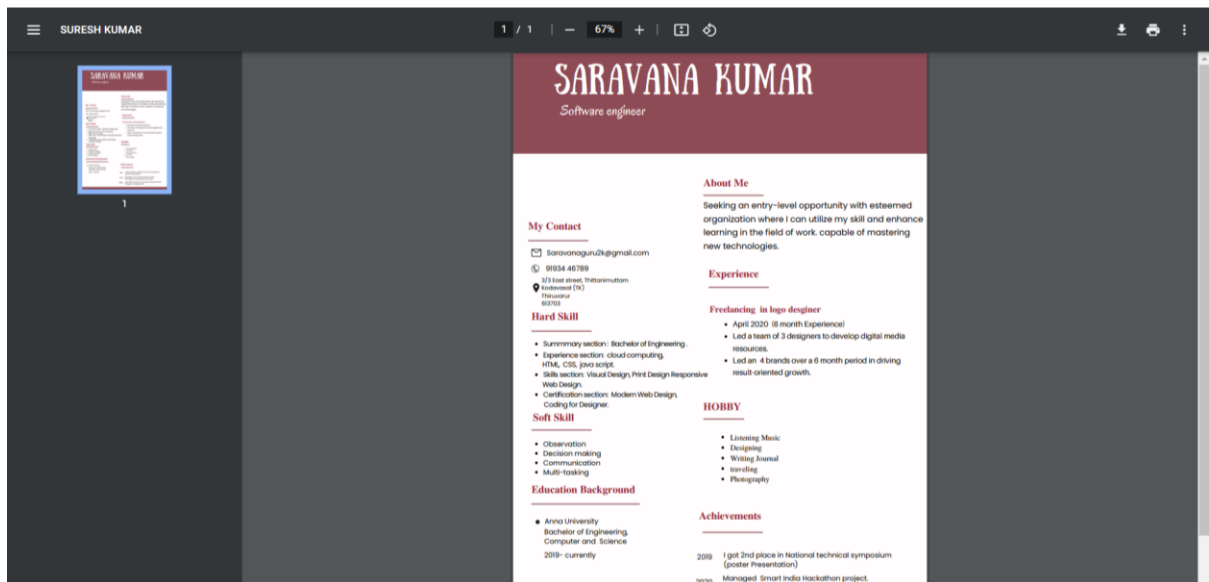 SURESH KUMAR
1 / 1
67%
1
SARAVANA KUMAR
Software engineer
My Contact
Saravanaguru2k@gmail.com
91934 46789
3/3 East street, Thittanimuttam
Kodavasal (TK)
Thiruvarur
613703
Hard Skill
Summmary section : Bachelor of Engineering .
Experience section: cloud computing,
HTML, CSS, java script.
Skills section: Visual Design, Print Design Responsive
Web Design.
Certification section: Modern Web Design,
Coding for Designer.
Soft Skill
Observation
Decision making
Communication
Multi-tasking
Education Background
Anna University
Bachelor of Engineering,
Computer and Science
2019- currently
About Me
Seeking an entry-level opportunity with esteemed
organization where I can utilize my skill and enhance
learning in the field of work. capable of mastering
new technologies.
Experience
Freelancing in logo desginer
April 2020 (6 month Experience)
Led a team of 3 designers to develop digital media
resources.
Led an 4 brands over a 6 month period in driving
result-oriented growth.
HOBBY
Listening Music
Designing
Writing Journal
traveling
Photography
Achievements
2019 I got 2nd place in National technical symposium
(poster Presentation)
2020 Managed Smart India Hackathon project.